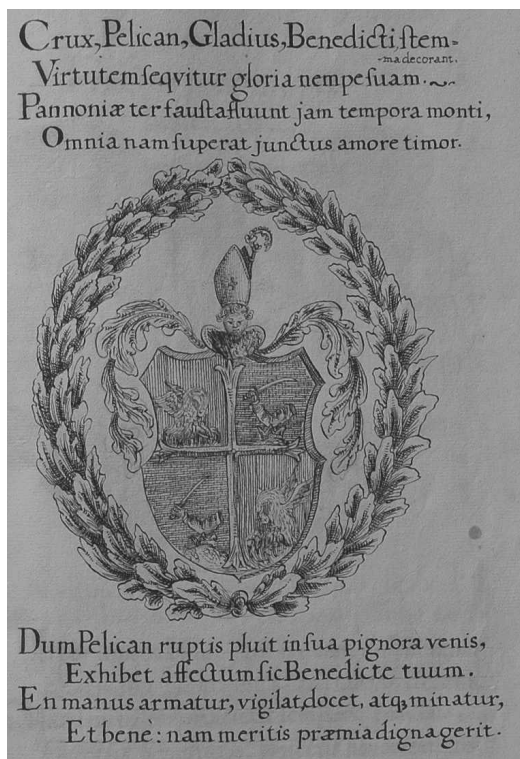 Crux, Pelican, Gladius, Benedicti ſtem-
-ma decorant.
Virtutem ſeqvitur gloria nempe ſuam.
Pannoniæ ter fauſta fluunt jam tempora monti,
Omnia nam ſuperat junctus amore timor.
Dum Pelican ruptis pluit in ſua pignora venis,
Exhibet affectum ſic Benedicte tuum.
En manus armatur, vigilat, docet, atqꝫ minatur,
Et benè: nam meritis præmia digna gerit.